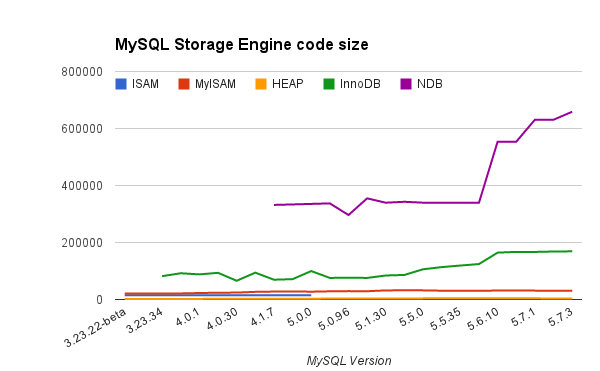 MySQL Storage Engine code size
800000
ISAM MyISAM HEAP InnoDB NDB
600000
400000
200000
0
3.23.22-beta 3.23.34 4.0.1 4.0.30 4.1.7 5.0.0 5.0.96 5.1.30 5.5.0 5.5.35 5.6.10 5.7.1 5.7.3
MySQL Version